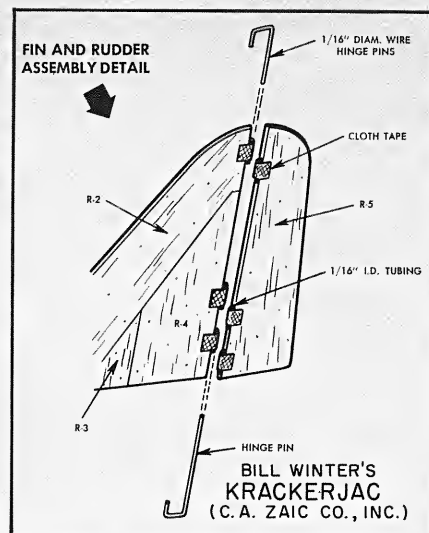 FIN AND RUDDER
ASSEMBLY DETAIL
1/16" DIAM. WIRE
HINGE PINS
CLOTH TAPE
R-2
R-5
1/16" I.D. TUBING
R-4
R-3
HINGE PIN
BILL WINTER'S
KRACKERJAC
(C. A. ZAIC CO., INC.)